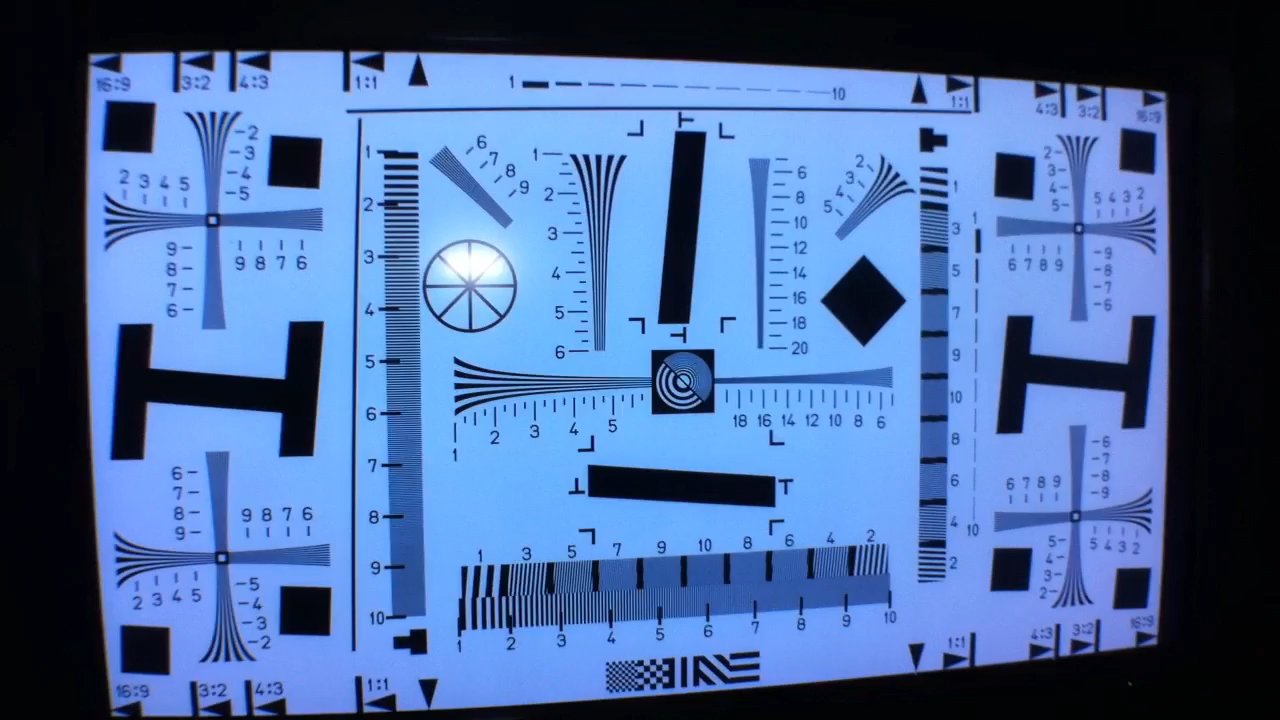 16:9 3:2 4:3 1:1 1 10 1:1 4:3 3:2 16:9
2 3 4 5
2 3 4 5
9 8 7 6
9 8 7 6
1 2 3 4 5 6 7 8 9 10
6 7 8 9
1 2 3 4 5 6
6 8 10 12 14 16 18 20
2 3 4 5
1 3 5 7 9 10 8 6 4 2
1 10
2 3 4 5
5 4 3 2
6 7 8 9
9 8 7 6
1 2 3 4 5 18 16 14 12 10 8 6
6 7 8 9
9 8 7 6
2 3 4 5
5 4 3 2
6 7 8 9
6 7 8 9
5 4 3 2
5 4 3 2
1 3 5 7 9 10 8 6 4 2
1 2 3 4 5 6 7 8 9 10
16:9 3:2 4:3 1:1 1:1 4:3 3:2 16:9